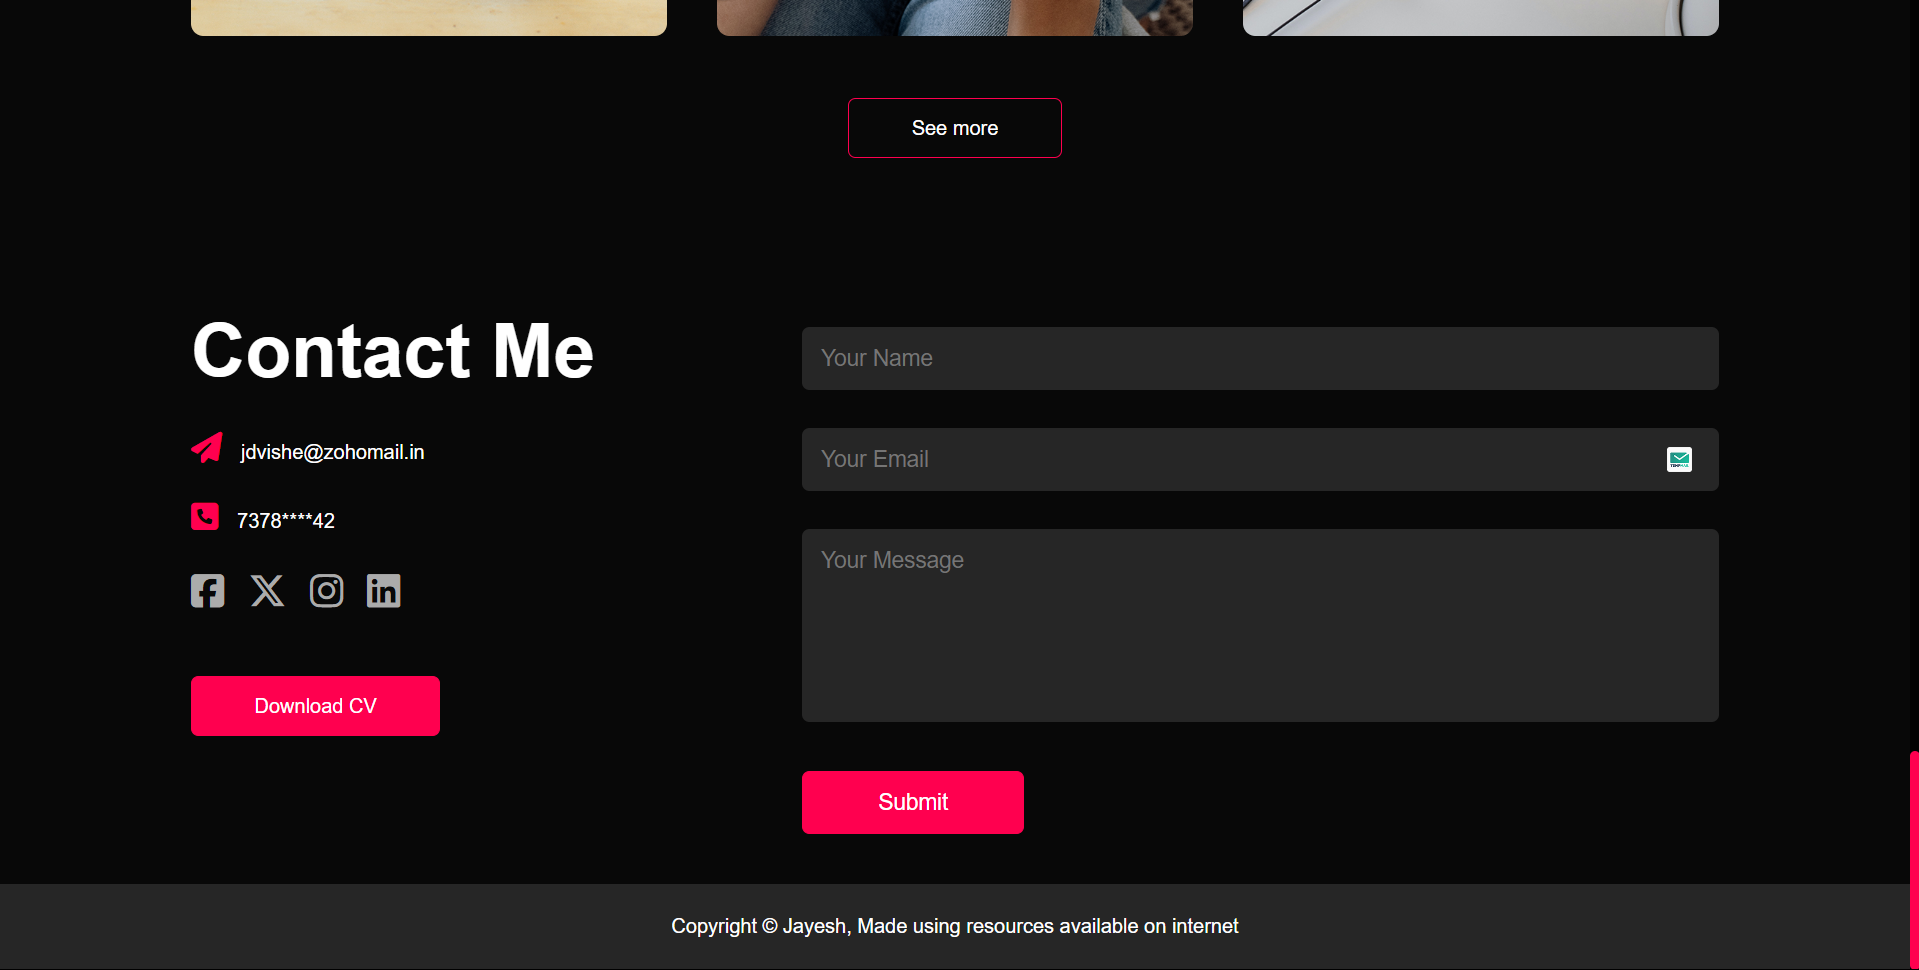 See more
Contact Me
jdvishe@zohomail.in
7378****42
Download CV
Your Name
Your Email
Your Message
Submit
Copyright © Jayesh, Made using resources available on internet